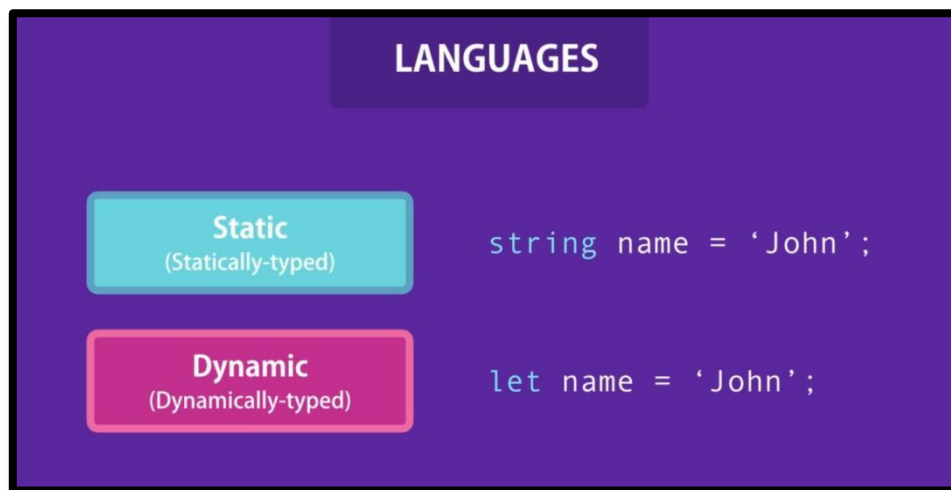 LANGUAGES
Static
(Statically-typed)
string name = ‘John’;
Dynamic
(Dynamically-typed)
let name = ‘John’;